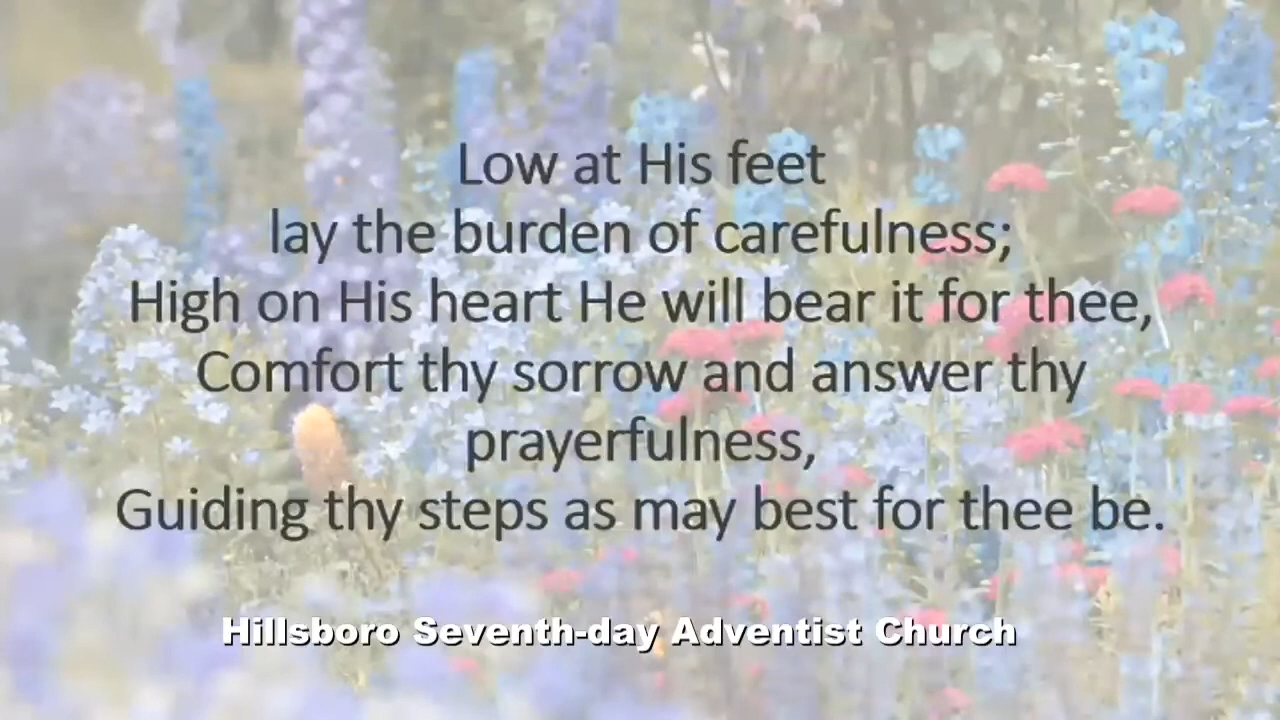 Low at His feet
lay the burden of carefulness;
High on His heart He will bear it for thee,
Comfort thy sorrow and answer thy
prayerfulness,
Guiding thy steps as may best for thee be.
Hillsboro Seventh-day Adventist Church